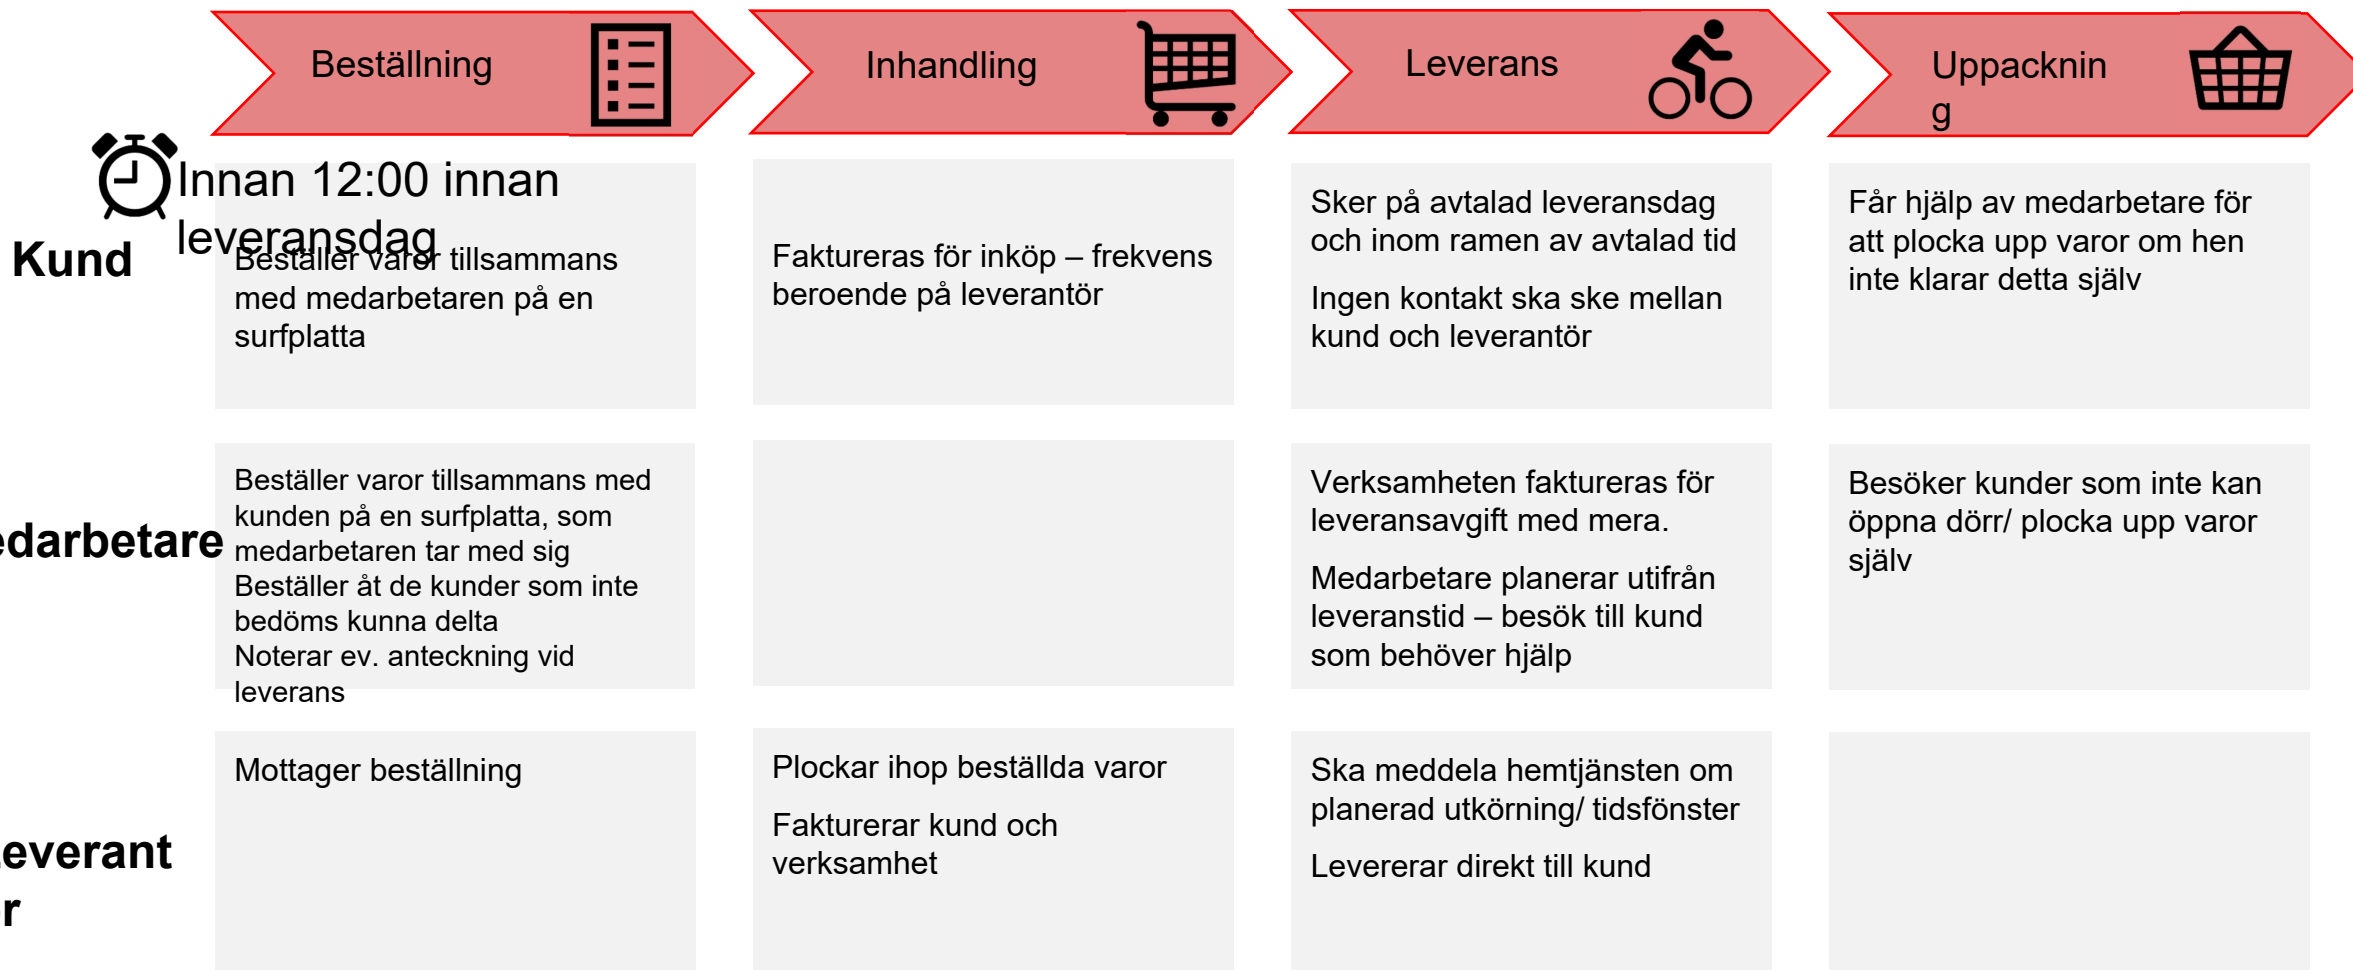 Beställning
Inhandling
Leverans
Uppacknin
g
Innan 12:00 innan
leveransdag
Kund
Beställer varor tillsammans
med medarbetaren på en
surfplatta
Faktureras för inköp – frekvens
beroende på leverantör
Sker på avtalad leveransdag
och inom ramen av avtalad tid
Ingen kontakt ska ske mellan
kund och leverantör
Får hjälp av medarbetare för
att plocka upp varor om hen
inte klarar detta själv
edarbetare
Beställer varor tillsammans med
kunden på en surfplatta, som
medarbetaren tar med sig
Beställer åt de kunder som inte
bedöms kunna delta
Noterar ev. anteckning vid
leverans
Verksamheten faktureras för
leveransavgift med mera.
Medarbetare planerar utifrån
leveranstid – besök till kund
som behöver hjälp
Besöker kunder som inte kan
öppna dörr/ plocka upp varor
själv
everant
r
Mottager beställning
Plockar ihop beställda varor
Fakturerar kund och
verksamhet
Ska meddela hemtjänsten om
planerad utkörning/ tidsfönster
Levererar direkt till kund